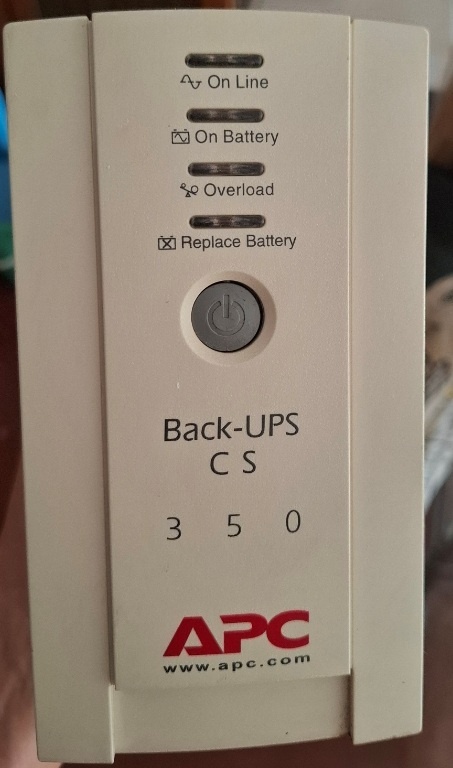 On Line
On Battery
Overload
Replace Battery
Back-UPS
CS
350
APC
www.apc.com